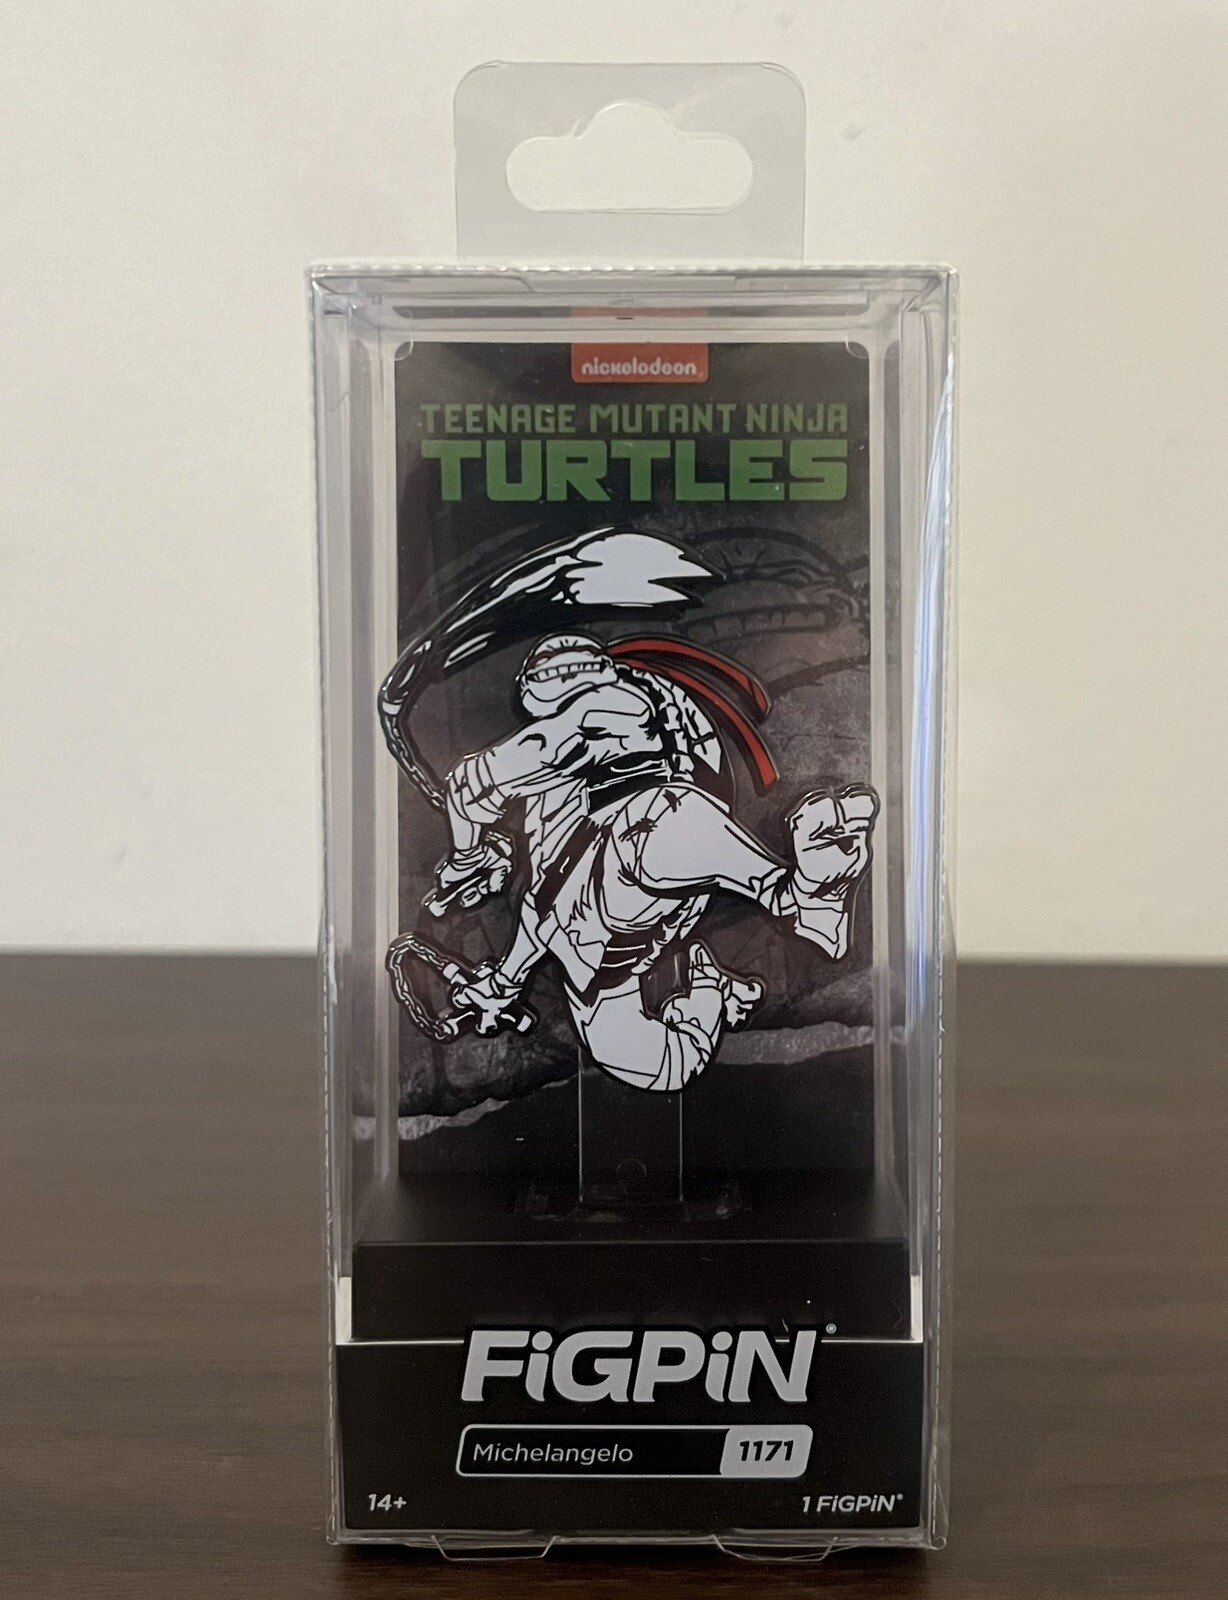 nickelodeon
TEENAGE MUTANT NINJA
TURTLES
FiGPiN®
Michelangelo 1171
14+ 1 FiGPiN®